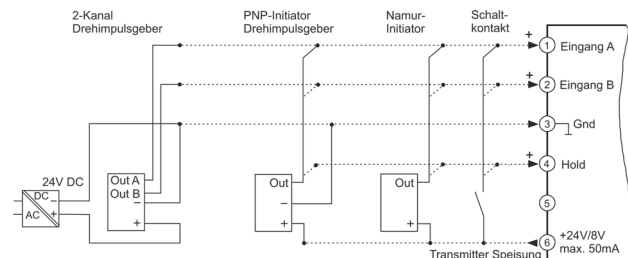 2-Kanal
Drehimpulsgeber
PNP-Initiator
Drehimpulsgeber
Namur-
Initiator
Schalt-
kontakt
+
1 Eingang A
+
2 Eingang B
3 Gnd
+
4 Hold
5
6 +24V/8V
max. 50mA
Transmitter Speisung
24V DC
DC −
AC +
Out A
Out B
−
+
Out
−
+
Out
+